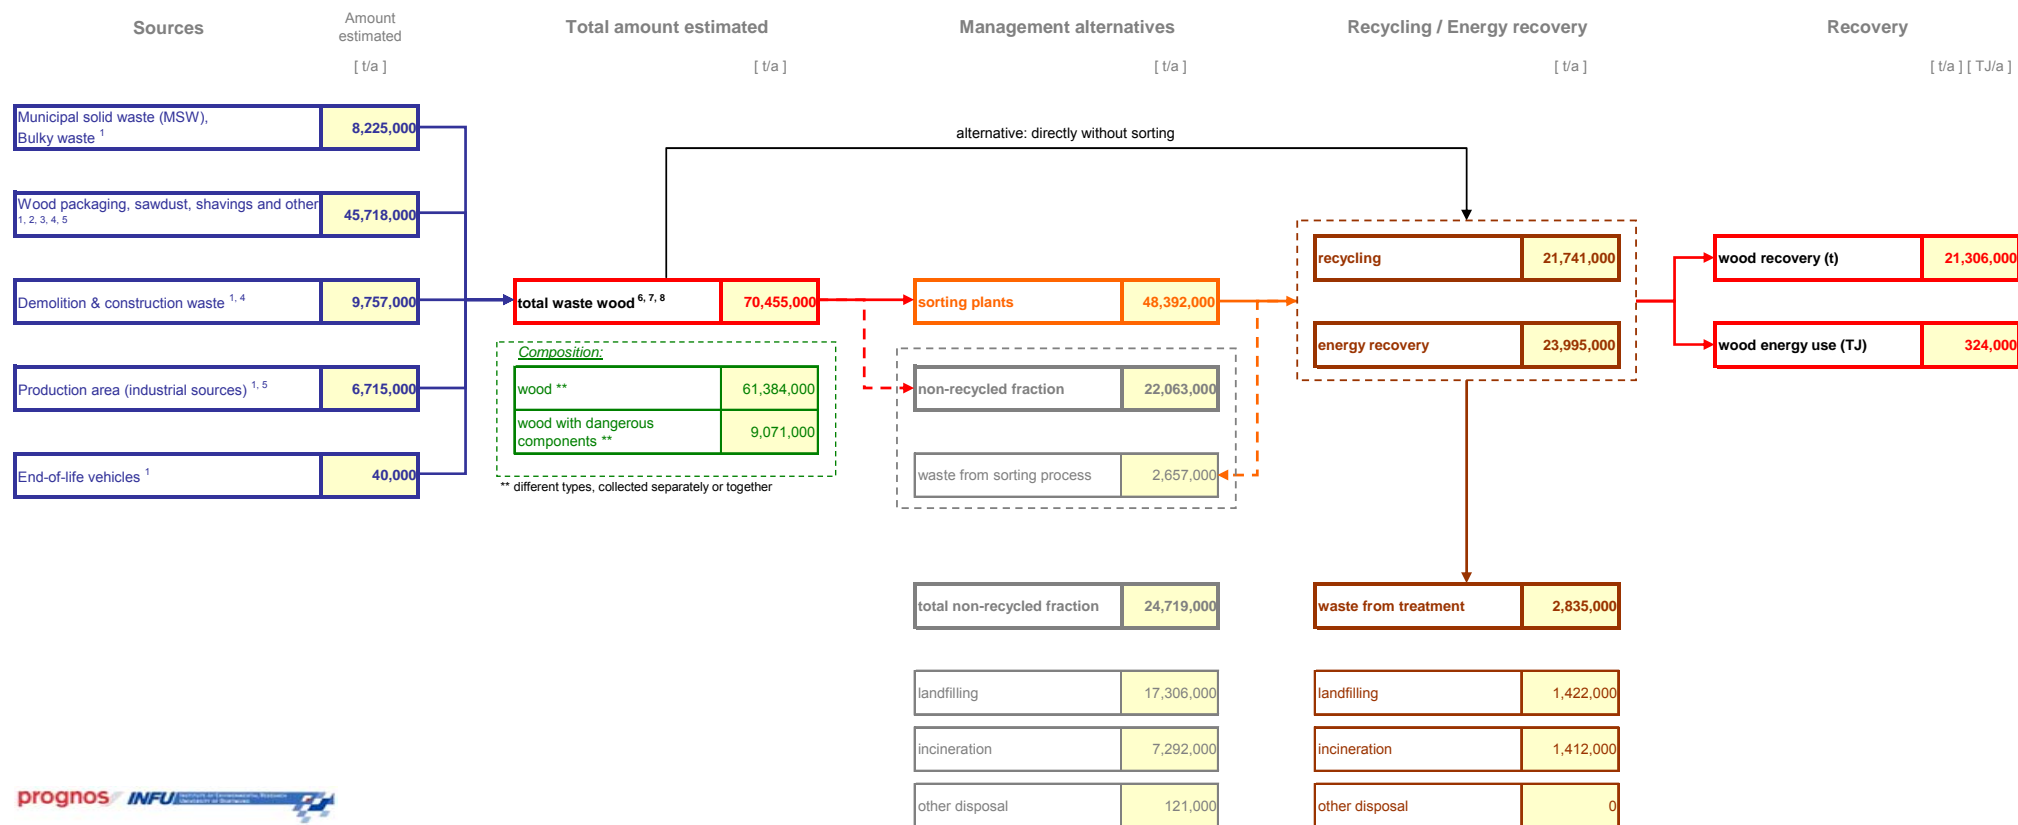 Sources
Amount
estimated
Total amount estimated
Management alternatives
Recycling / Energy recovery
Recovery
[ t/a ]
[ t/a ]
[ t/a ]
[ t/a ]
[ t/a ] [ TJ/a ]
Municipal solid waste (MSW),
Bulky waste 1
8,225,000
alternative: directly without sorting
Wood packaging, sawdust, shavings and other
1, 2, 3, 4, 5
45,718,000
recycling
21,741,000
wood recovery (t)
21,306,000
Demolition & construction waste 1, 4
9,757,000
total waste wood 6, 7, 8
70,455,000
sorting plants
48,392,000
energy recovery
23,995,000
wood energy use (TJ)
324,000
Composition:
Production area (industrial sources) 1, 5
6,715,000
wood **
61,384,000
non-recycled fraction
22,063,000
wood with dangerous
components **
9,071,000
End-of-life vehicles 1
40,000
waste from sorting process
2,657,000
** different types, collected separately or together
total non-recycled fraction
24,719,000
waste from treatment
2,835,000
landfilling
17,306,000
landfilling
1,422,000
incineration
7,292,000
incineration
1,412,000
other disposal
121,000
other disposal
0
prognos
INFU
INSTITUTE OF ENVIRONMENTAL RESEARCH
UNIVERSITY OF DORTMUND